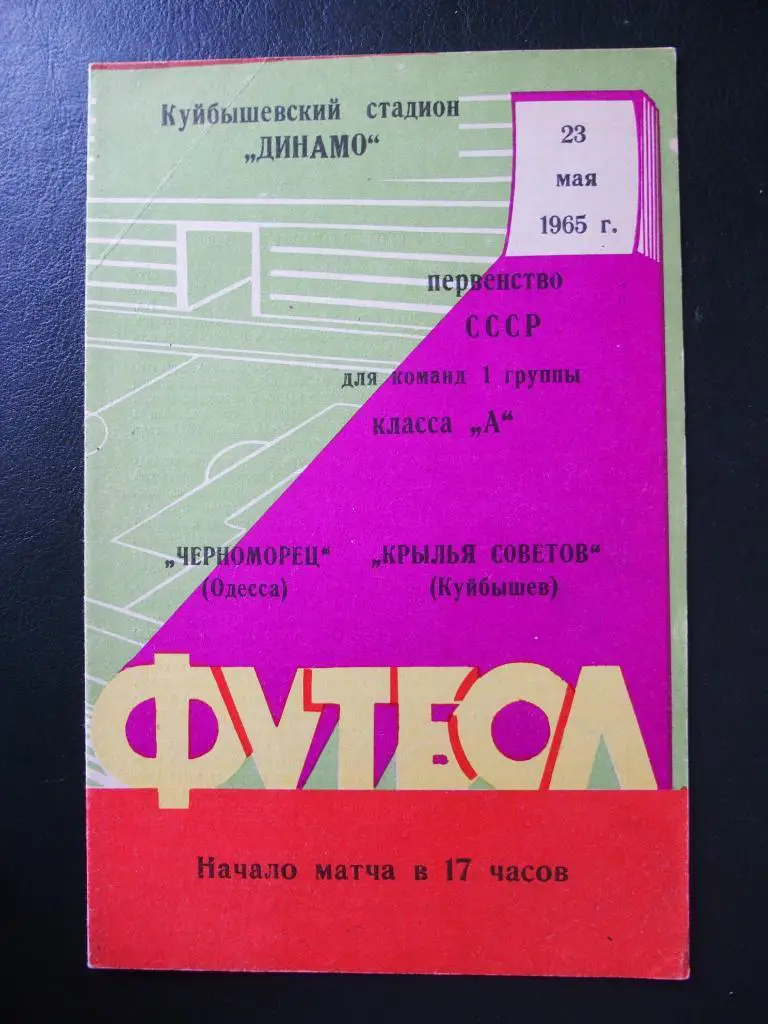 Куйбышевский стадион
„ДИНАМО“
23
мая
1965 г.
первенство
СССР
для команд 1 группы
класса „А“
„ЧЕРНОМОРЕЦ“ „КРЫЛЬЯ СОВЕТОВ“
(Одесса) (Куйбышев)
ФУТБОЛ
Начало матча в 17 часов